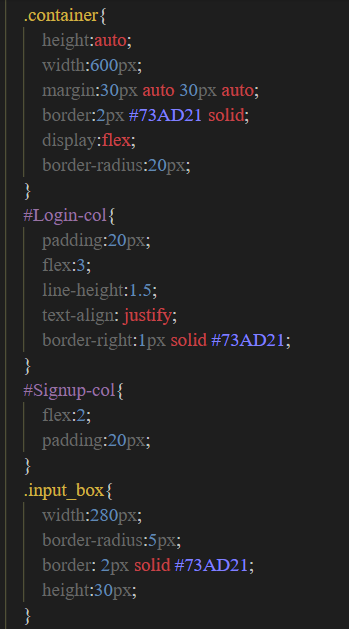 .container{
height:auto;
width:600px;
margin:30px auto 30px auto;
border:2px #73AD21 solid;
display:flex;
border-radius:20px;
}
#Login-col{
padding:20px;
flex:3;
line-height:1.5;
text-align: justify;
border-right:1px solid #73AD21;
}
#Signup-col{
flex:2;
padding:20px;
}
.input_box{
width:280px;
border-radius:5px;
border: 2px solid #73AD21;
height:30px;
}